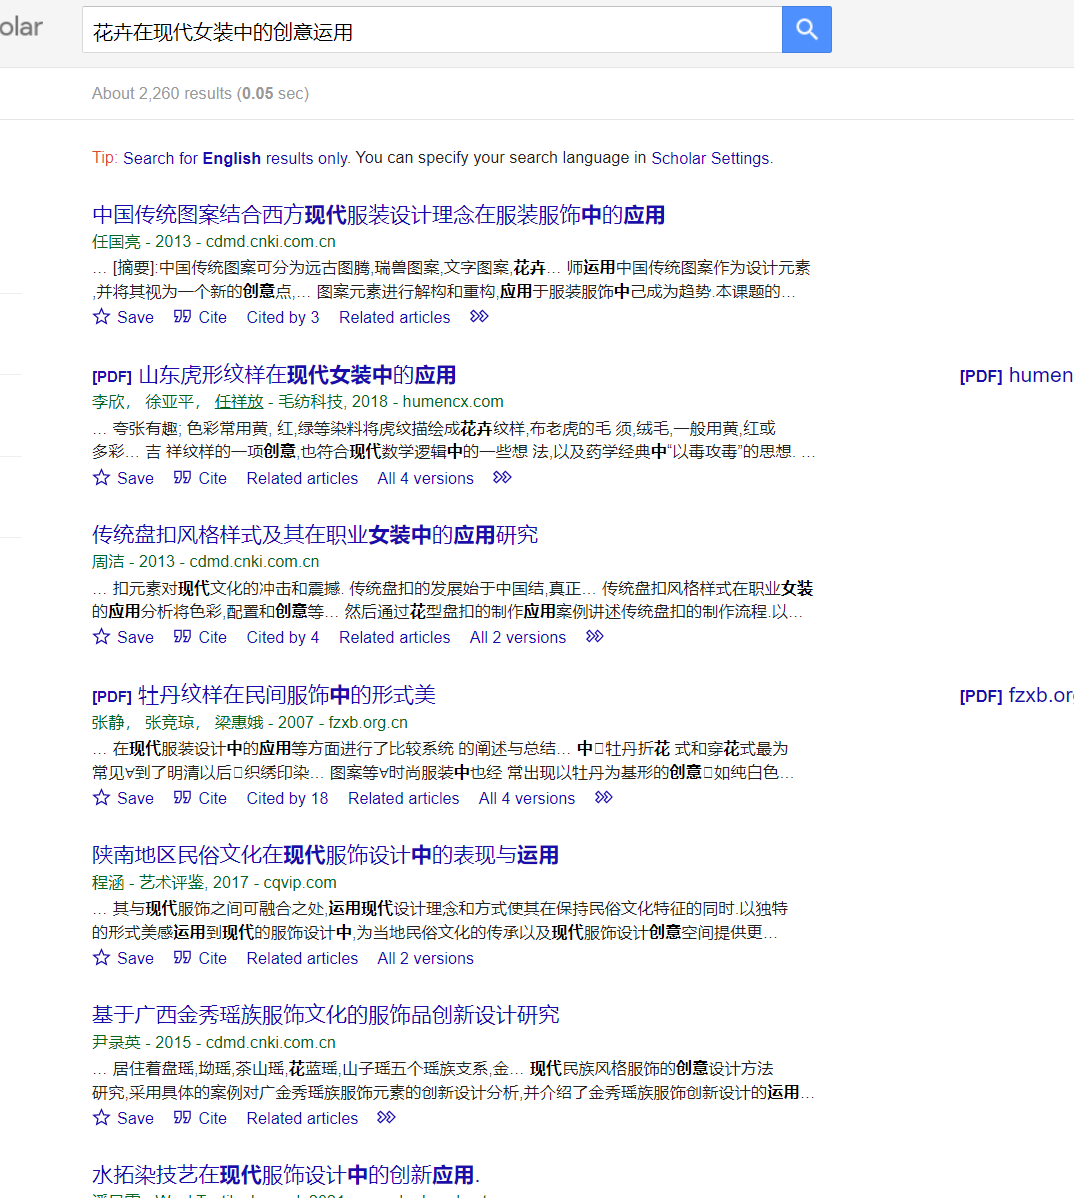 olar
花卉在现代女装中的创意运用
About 2,260 results (0.05 sec)
Tip: Search for English results only. You can specify your search language in Scholar Settings.
中国传统图案结合西方现代服装设计理念在服装服饰中的应用
任国亮 - 2013 - cdmd.cnki.com.cn
… [摘要]:中国传统图案可分为远古图腾,瑞兽图案,文字图案,花卉… 师运用中国传统图案作为设计元素
,并将其视为一个新的创意点,… 图案元素进行解构和重构,应用于服装服饰中己成为趋势.本课题的…
Save Cite Cited by 3 Related articles
[PDF] 山东虎形纹样在现代女装中的应用
[PDF] humen
李欣, 徐亚平, 任祥放 - 毛纺科技, 2018 - humencx.com
… 夸张有趣; 色彩常用黄, 红,绿等染料将虎纹描绘成花卉纹样,布老虎的毛 须,绒毛,一般用黄,红或
多彩… 吉 祥纹样的一项创意,也符合现代数学逻辑中的一些想 法,以及药学经典中“以毒攻毒”的思想. …
Save Cite Related articles All 4 versions
传统盘扣风格样式及其在职业女装中的应用研究
周洁 - 2013 - cdmd.cnki.com.cn
… 扣元素对现代文化的冲击和震撼. 传统盘扣的发展始于中国结,真正… 传统盘扣风格样式在职业女装
的应用分析将色彩,配置和创意等… 然后通过花型盘扣的制作应用案例讲述传统盘扣的制作流程.以…
Save Cite Cited by 4 Related articles All 2 versions
[PDF] 牡丹纹样在民间服饰中的形式美
[PDF] fzxb.or
张静, 张竞琼, 梁惠娥 - 2007 - fzxb.org.cn
… 在现代服装设计中的应用等方面进行了比较系统 的阐述与总结… 中▯牡丹折花 式和穿花式最为
常见∀到了明清以后▯织绣印染… 图案等∀时尚服装中也经 常出现以牡丹为基形的创意▯如纯白色…
Save Cite Cited by 18 Related articles All 4 versions
陕南地区民俗文化在现代服饰设计中的表现与运用
程涵 - 艺术评鉴, 2017 - cqvip.com
… 其与现代服饰之间可融合之处,运用现代设计理念和方式使其在保持民俗文化特征的同时.以独特
的形式美感运用到现代的服饰设计中,为当地民俗文化的传承以及现代服饰设计创意空间提供更…
Save Cite Related articles All 2 versions
基于广西金秀瑶族服饰文化的服饰品创新设计研究
尹录英 - 2015 - cdmd.cnki.com.cn
… 居住着盘瑶,坳瑶,茶山瑶,花蓝瑶,山子瑶五个瑶族支系,金… 现代民族风格服饰的创意设计方法
研究,采用具体的案例对广金秀瑶族服饰元素的创新设计分析,并介绍了金秀瑶族服饰创新设计的运用…
Save Cite Related articles
水拓染技艺在现代服饰设计中的创新应用.